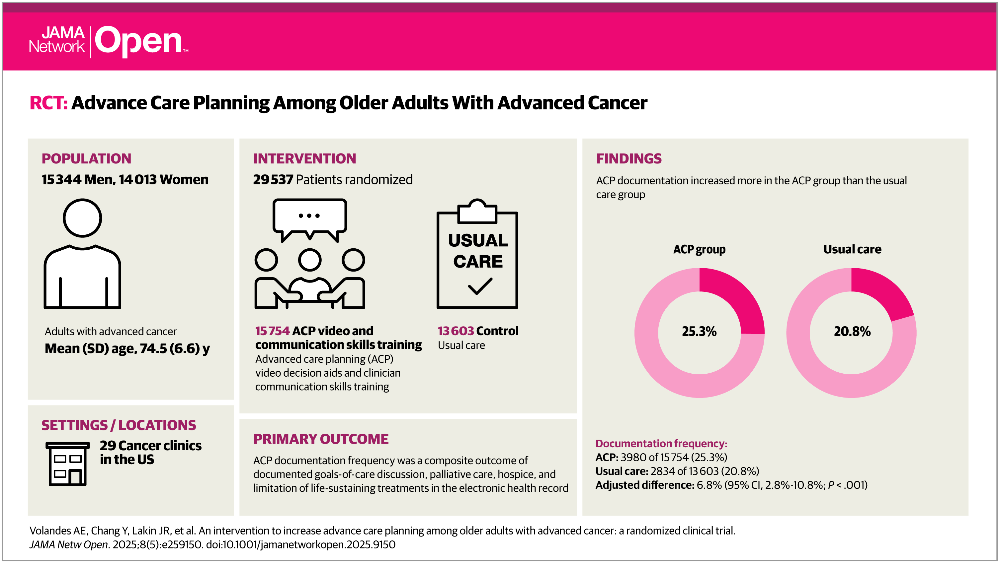 JAMA
Network
Open™
RCT: Advance Care Planning Among Older Adults With Advanced Cancer
POPULATION
15 344 Men, 14 013 Women
Adults with advanced cancer
Mean (SD) age, 74.5 (6.6) y
SETTINGS / LOCATIONS
29 Cancer clinics
in the US
INTERVENTION
29 537 Patients randomized
USUAL
CARE
15 754 ACP video and
communication skills training
Advanced care planning (ACP)
video decision aids and clinician
communication skills training
13 603 Control
Usual care
PRIMARY OUTCOME
ACP documentation frequency was a composite outcome of
documented goals-of-care discussion, palliative care, hospice, and
limitation of life-sustaining treatments in the electronic health record
FINDINGS
ACP documentation increased more in the ACP group than the usual
care group
ACP group
25.3%
Usual care
20.8%
Documentation frequency:
ACP: 3980 of 15 754 (25.3%)
Usual care: 2834 of 13 603 (20.8%)
Adjusted difference: 6.8% (95% CI, 2.8%-10.8%; P < .001)
Volandes AE, Chang Y, Lakin JR, et al. An intervention to increase advance care planning among older adults with advanced cancer: a randomized clinical trial.
JAMA Netw Open. 2025;8(5):e259150. doi:10.1001/jamanetworkopen.2025.9150